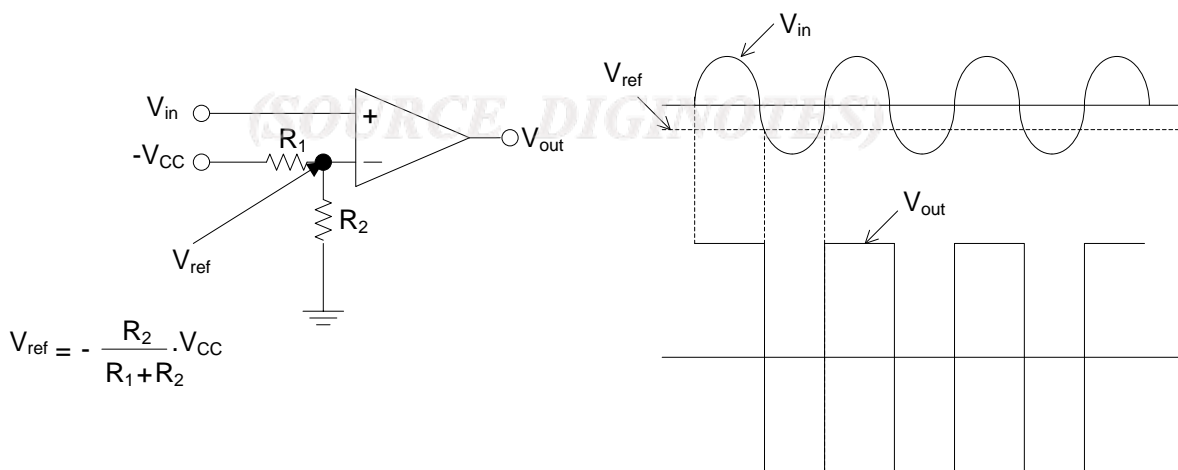 V_in
V_ref
V_in
(SOURCE DIGINOTES)
+
-V_CC
R_1
−
V_out
R_2
V_ref
V_out
V_ref = - R_2 / R_1+R_2 .V_CC